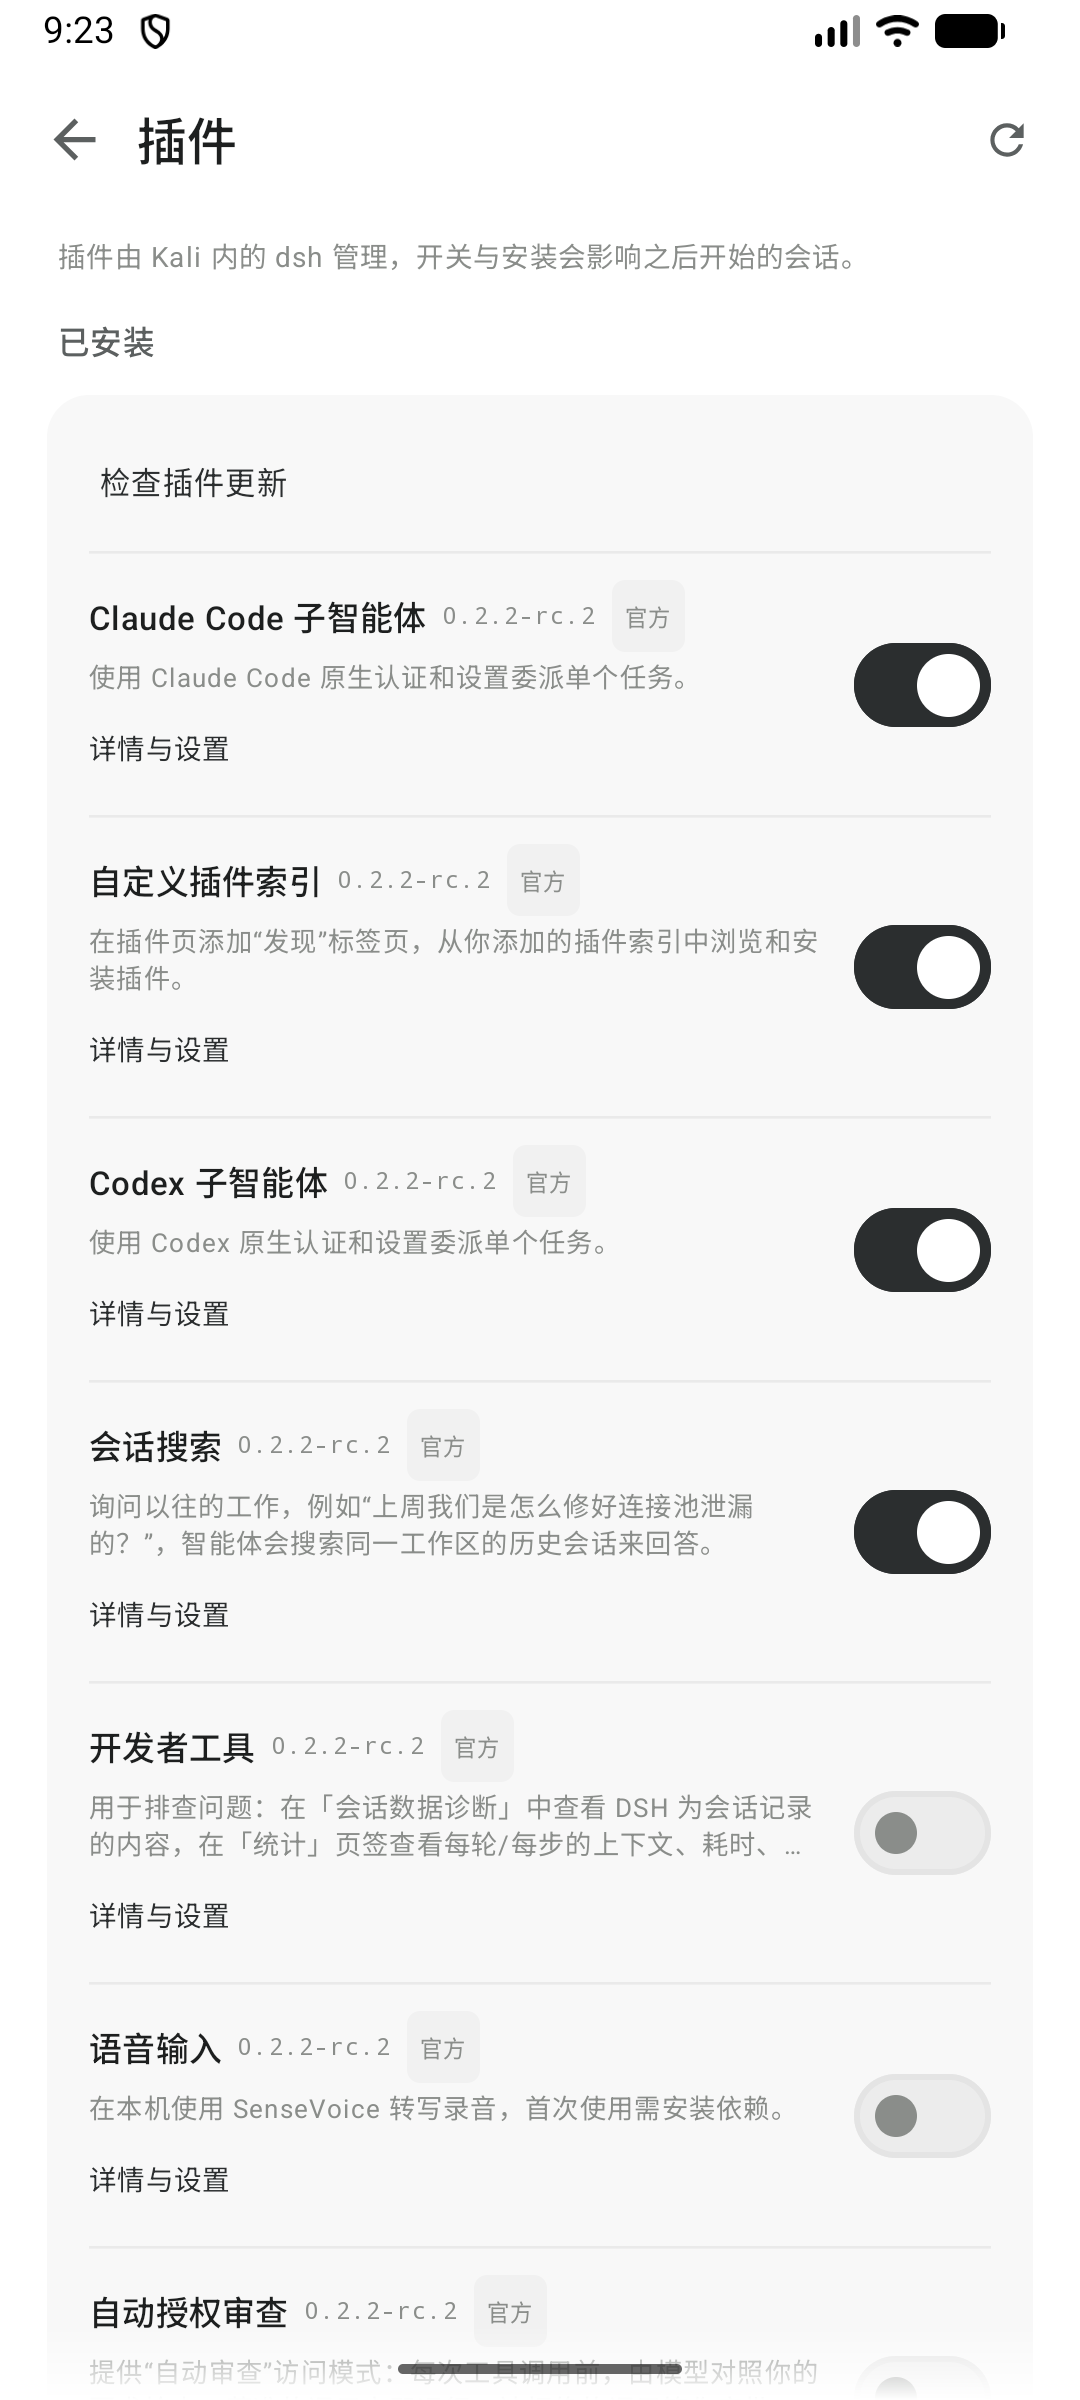 9:23
插件
插件由 Kali 内的 dsh 管理，开关与安装会影响之后开始的会话。
已安装
检查插件更新
Claude Code 子智能体 0.2.2-rc.2 官方
使用 Claude Code 原生认证和设置委派单个任务。
详情与设置
自定义插件索引 0.2.2-rc.2 官方
在插件页添加“发现”标签页，从你添加的插件索引中浏览和安
装插件。
详情与设置
Codex 子智能体 0.2.2-rc.2 官方
使用 Codex 原生认证和设置委派单个任务。
详情与设置
会话搜索 0.2.2-rc.2 官方
询问以往的工作，例如“上周我们是怎么修好连接池泄漏
的？”，智能体会搜索同一工作区的历史会话来回答。
详情与设置
开发者工具 0.2.2-rc.2 官方
用于排查问题：在「会话数据诊断」中查看 DSH 为会话记录
的内容，在「统计」页签查看每轮/每步的上下文、耗时、…
详情与设置
语音输入 0.2.2-rc.2 官方
在本机使用 SenseVoice 转写录音，首次使用需安装依赖。
详情与设置
自动授权审查 0.2.2-rc.2 官方
提供“自动审查”访问模式：每次工具调用前，由模型对照你的